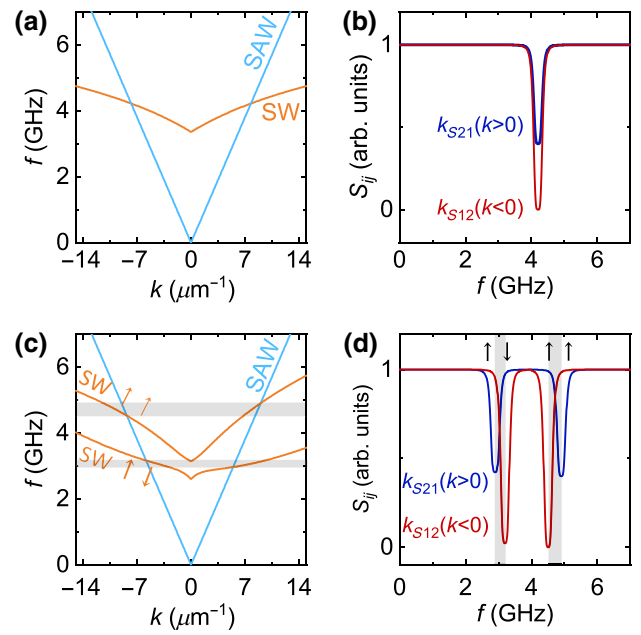 (a)
f (GHz)
6
4
2
0
−14 −7 0 7 14
k (μm⁻¹)
SAW
SW
(b)
S_ij (arb. units)
1
0
k_S21(k>0)
k_S12(k<0)
0 2 4 6
f (GHz)
(c)
f (GHz)
6
4
2
0
−14 −7 0 7 14
k (μm⁻¹)
SAW
SW ↑ ↑
SW ↑ ↓
(d)
↑ ↓ ↑ ↑
S_ij (arb. units)
1
0
k_S21(k>0)
k_S12(k<0)
0 2 4 6
f (GHz)